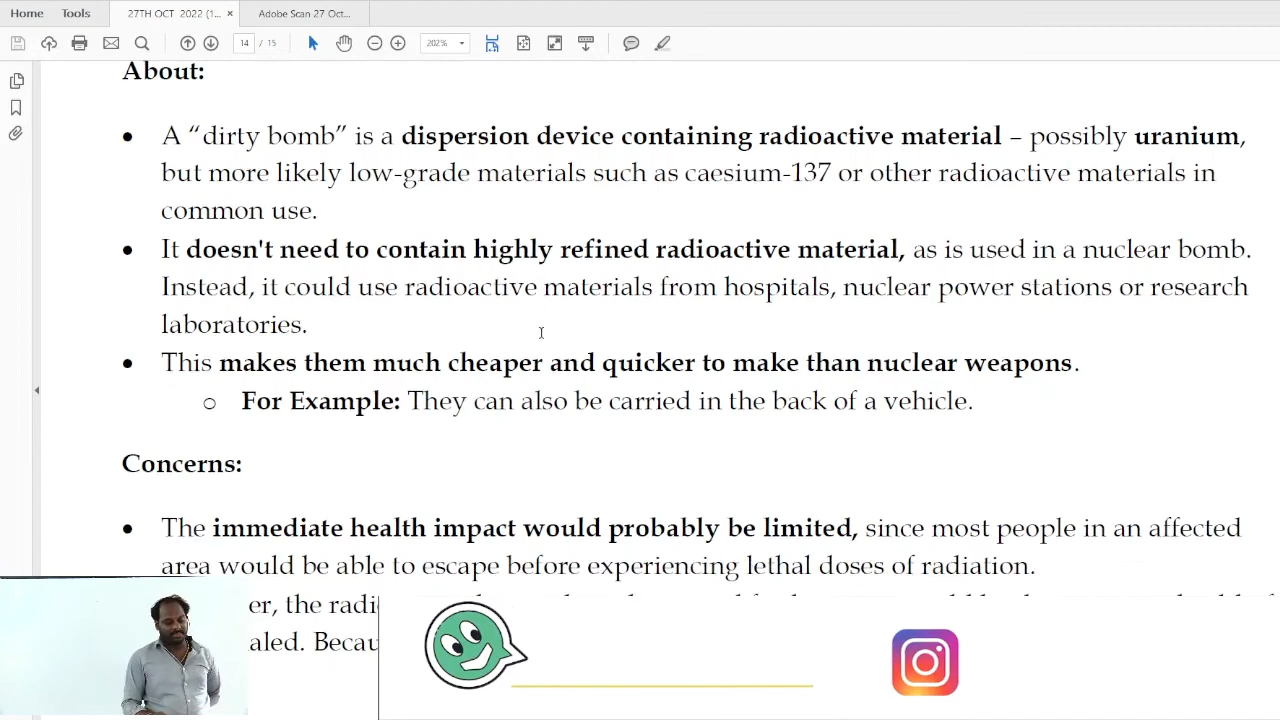 Home Tools 27TH OCT 2022 (1... × Adobe Scan 27 Oct...
14 / 15 202%
About:
• A “dirty bomb” is a dispersion device containing radioactive material – possibly uranium,
but more likely low-grade materials such as caesium-137 or other radioactive materials in
common use.
• It doesn't need to contain highly refined radioactive material, as is used in a nuclear bomb.
Instead, it could use radioactive materials from hospitals, nuclear power stations or research
laboratories.
• This makes them much cheaper and quicker to make than nuclear weapons.
o For Example: They can also be carried in the back of a vehicle.
Concerns:
• The immediate health impact would probably be limited, since most people in an affected
area would be able to escape before experiencing lethal doses of radiation.
er, the radi
aled. Becau